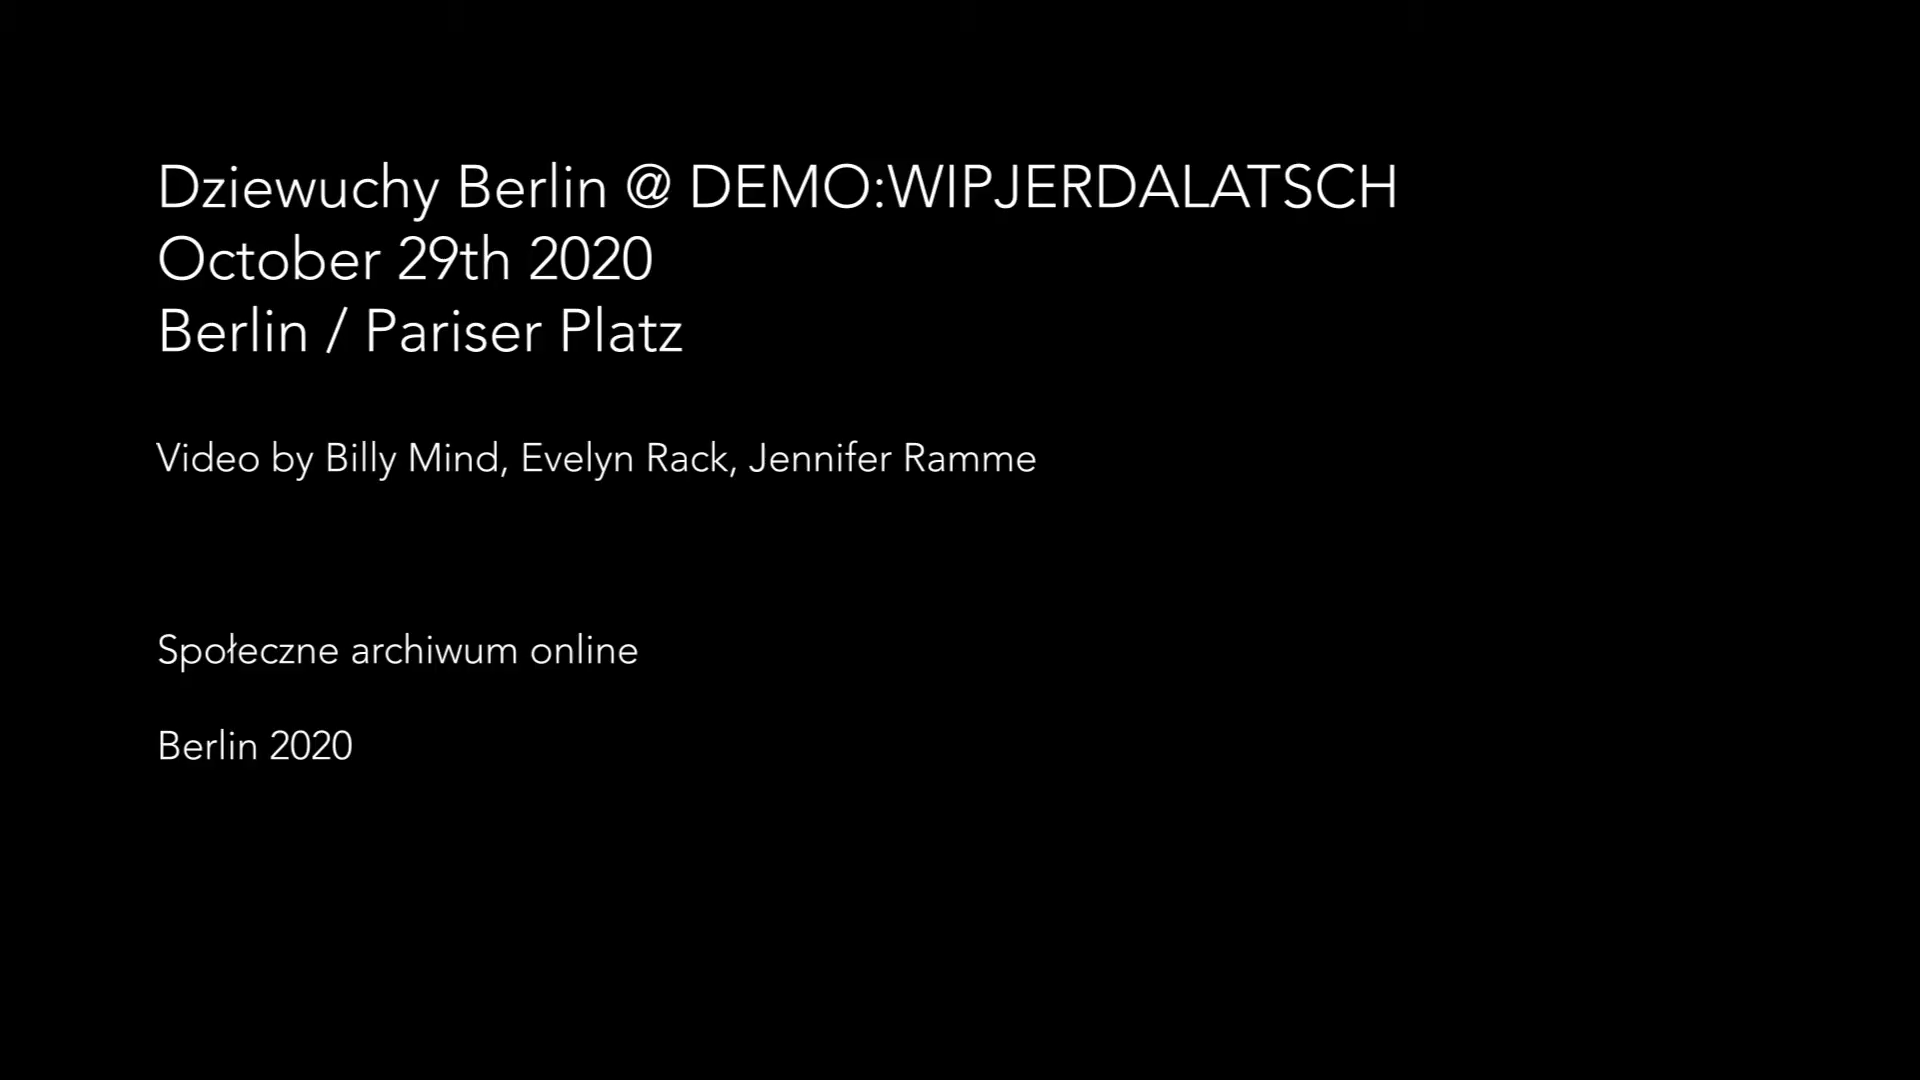 Dziewuchy Berlin @ DEMO:WIPJERDALATSCH
October 29th 2020
Berlin / Pariser Platz
Video by Billy Mind, Evelyn Rack, Jennifer Ramme
Społeczne archiwum online
Berlin 2020